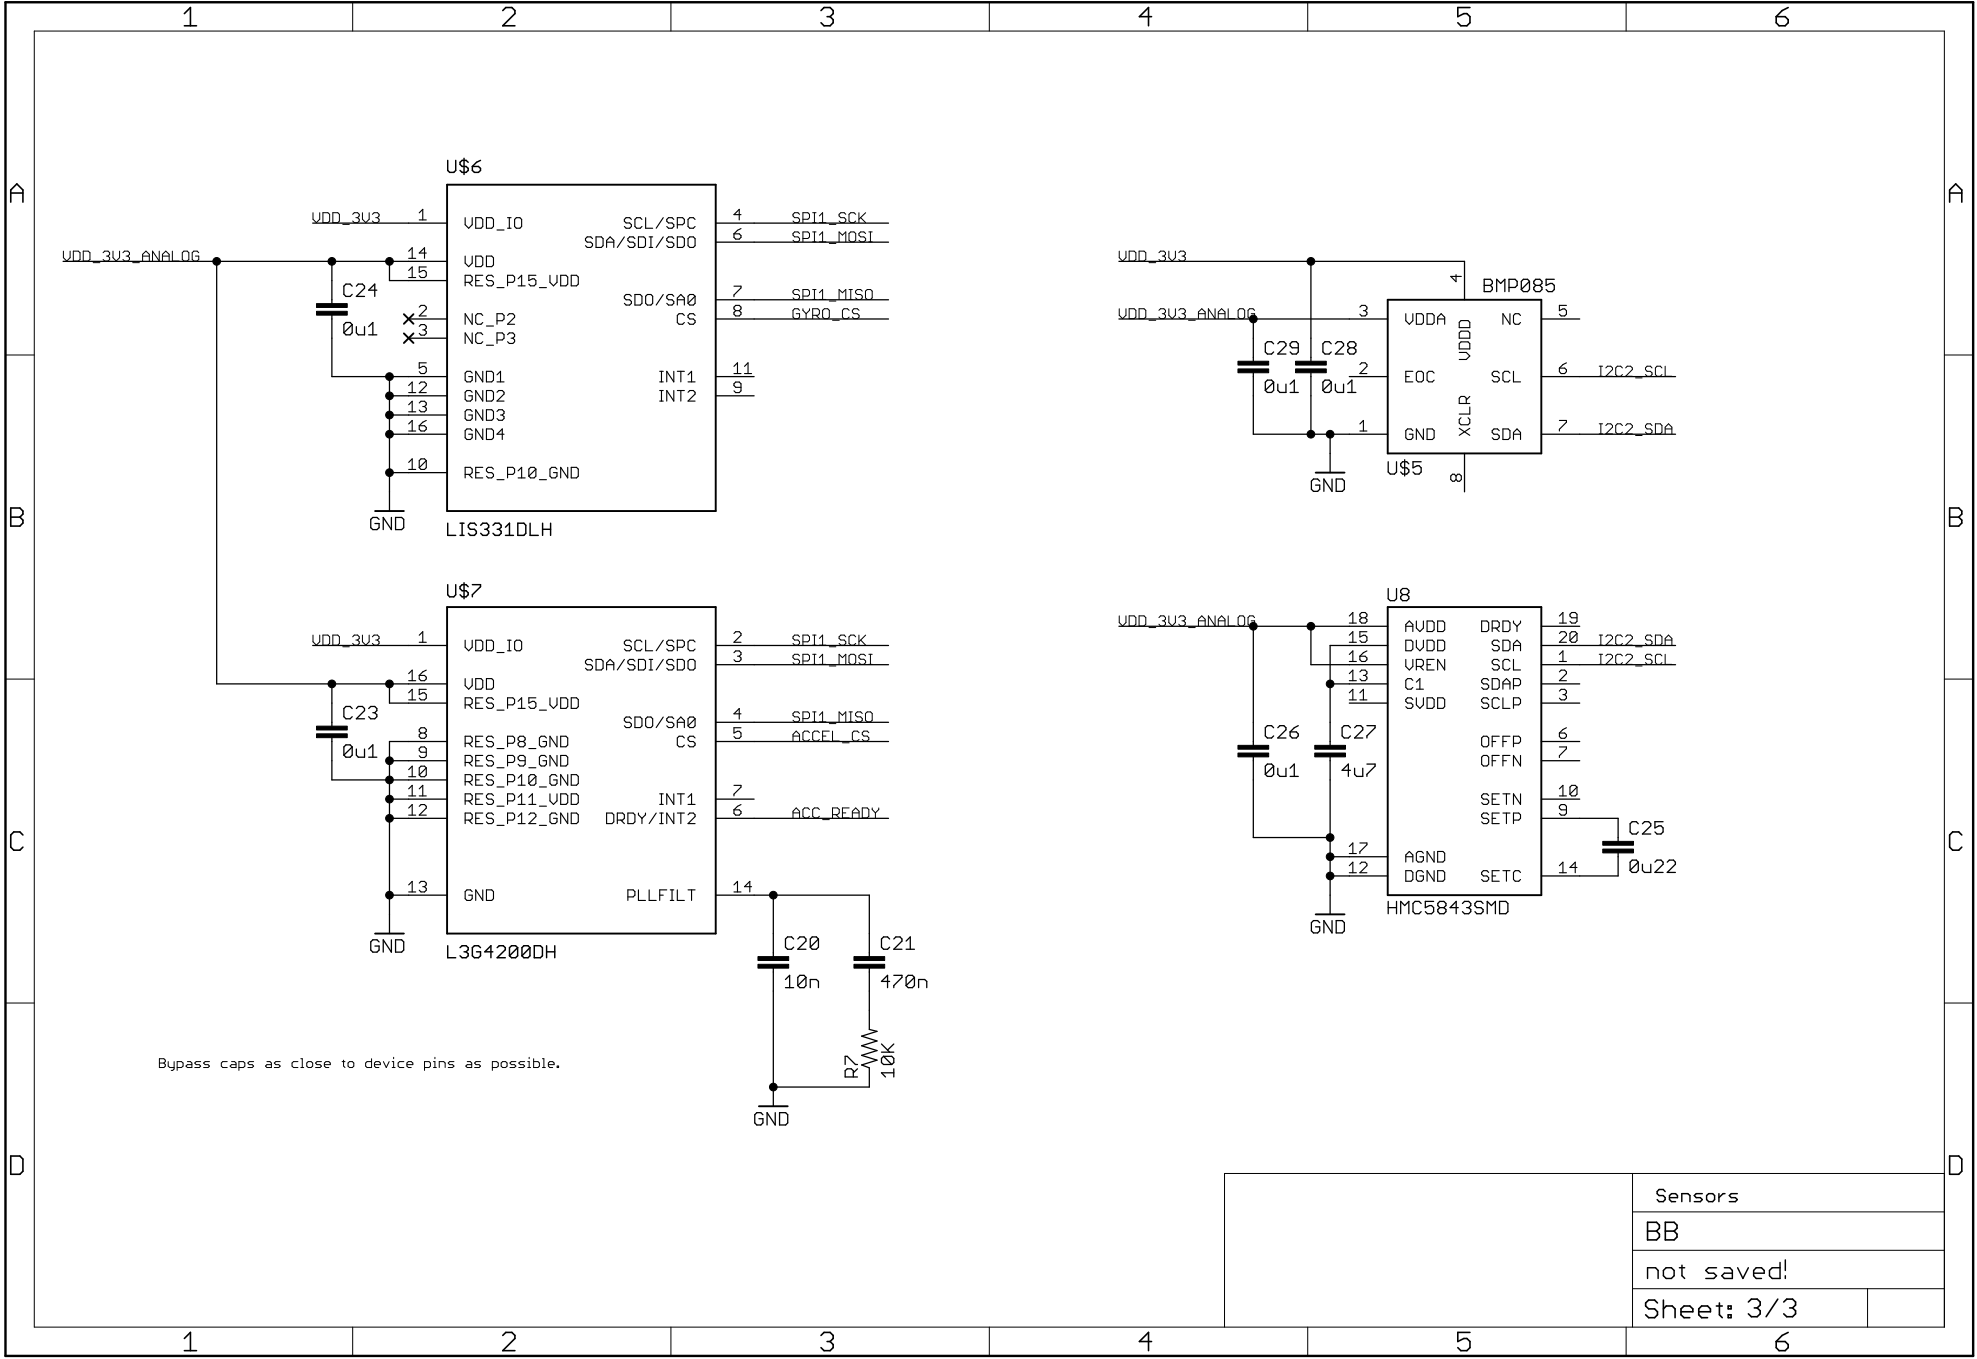 1 2 3 4 5 6
A A
B B
C C
D D
U$6
VDD_3V3 1 VDD_IO SCL/SPC 4 SPI1_SCK
SDA/SDI/SDO 6 SPI1_MOSI
VDD_3V3_ANALOG 14 VDD
15 RES_P15_VDD
C24
0u1
SDO/SA0 7 SPI1_MISO
2 NC_P2 CS 8 GYRO_CS
3 NC_P3
5 GND1 INT1 11
12 GND2 INT2 9
13 GND3
16 GND4
10 RES_P10_GND
GND
LIS331DLH
U$7
VDD_3V3 1 VDD_IO SCL/SPC 2 SPI1_SCK
SDA/SDI/SDO 3 SPI1_MOSI
16 VDD
15 RES_P15_VDD
C23
0u1
SDO/SA0 4 SPI1_MISO
8 RES_P8_GND CS 5 ACCEL_CS
9 RES_P9_GND
10 RES_P10_GND
11 RES_P11_VDD INT1 7
12 RES_P12_GND DRDY/INT2 6 ACC_READY
13 GND PLLFILT 14
GND
L3G4200DH
C20
10n
C21
470n
R7
10K
GND
Bypass caps as close to device pins as possible.
VDD_3V3
4
BMP085
VDD_3V3_ANALOG 3 VDDA VDDD NC 5
C29 C28
0u1 0u1
2 EOC SCL 6 I2C2_SCL
1 GND XCLR SDA 7 I2C2_SDA
U$5
8
GND
U8
VDD_3V3_ANALOG 18 AVDD DRDY 19
15 DVDD SDA 20 I2C2_SDA
16 VREN SCL 1 I2C2_SCL
13 C1 SDAP 2
11 SVDD SCLP 3
C26 C27
0u1 4u7
OFFP 6
OFFN 7
SETN 10
SETP 9
C25
0u22
17 AGND
12 DGND SETC 14
HMC5843SMD
GND
Sensors
BB
not saved!
Sheet: 3/3
1 2 3 4 5 6